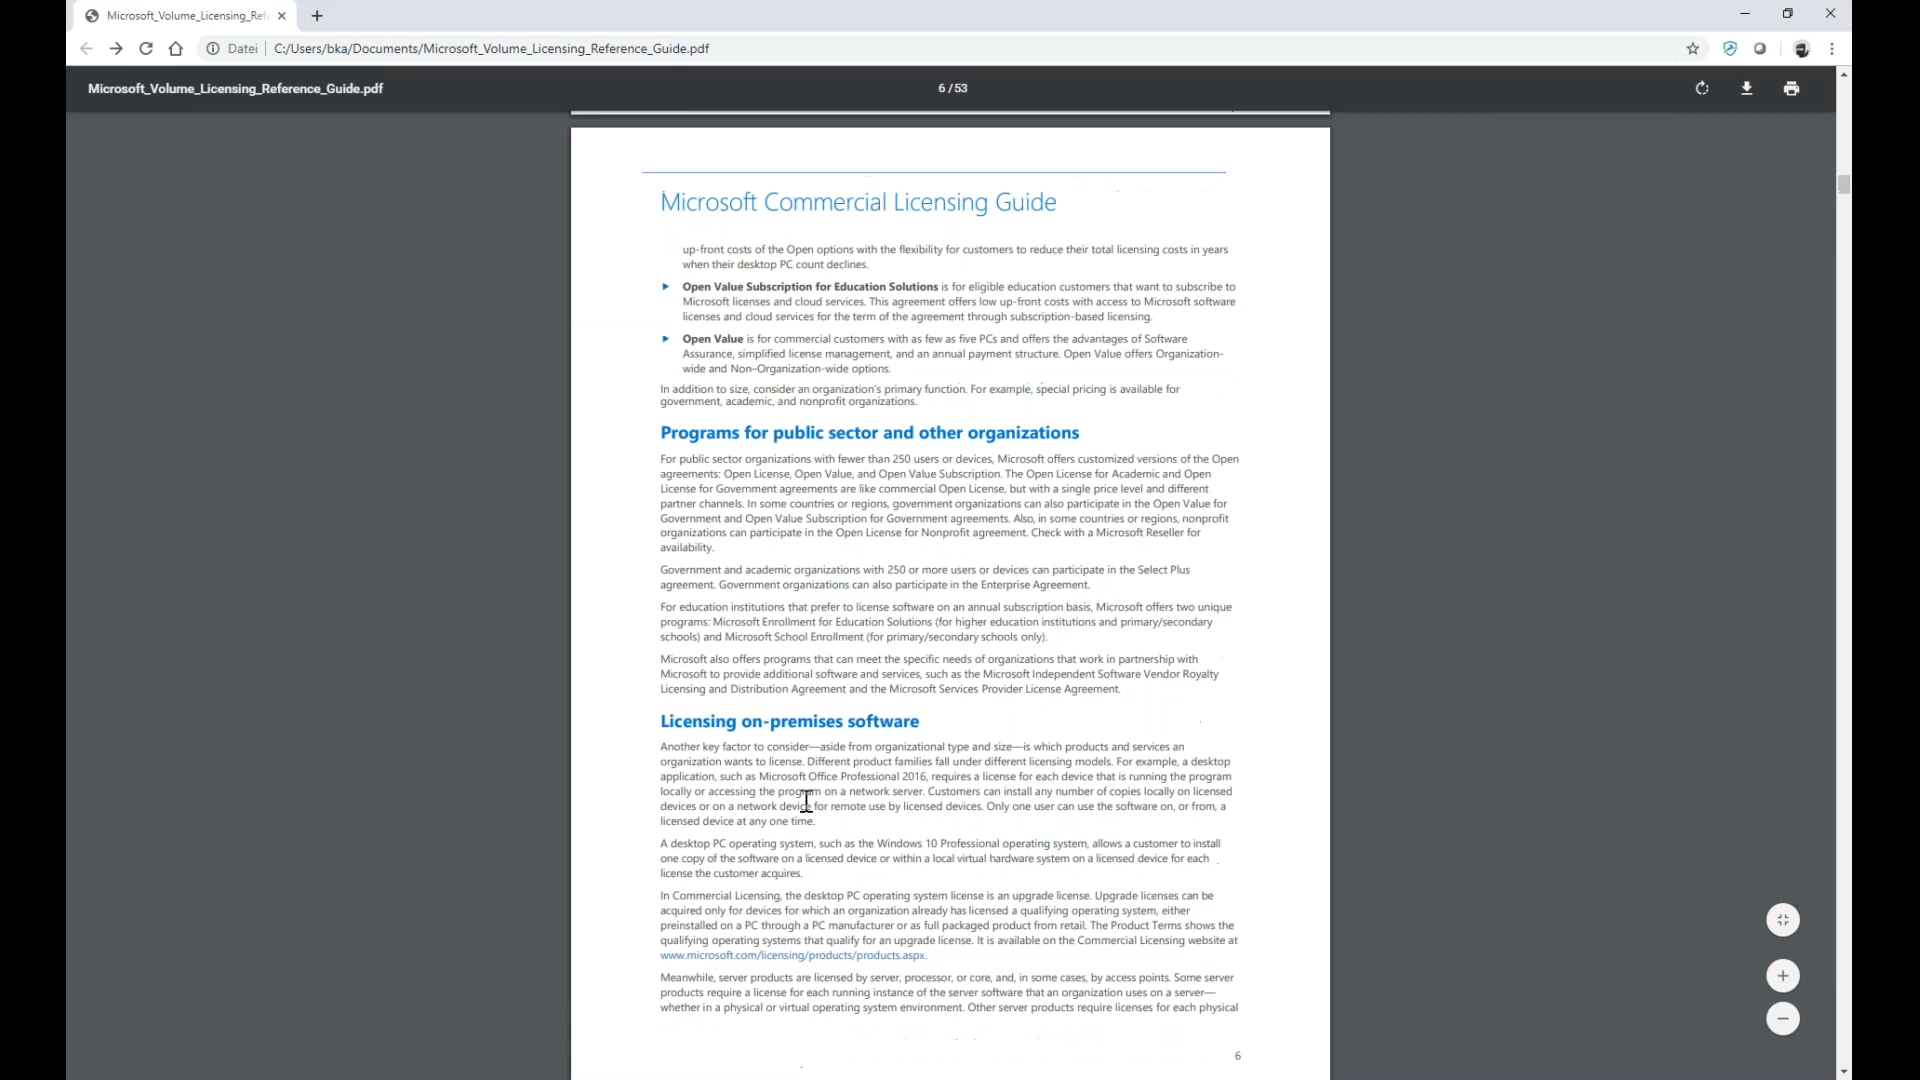 Microsoft_Volume_Licensing_Ref
Datei
C:/Users/bka/Documents/Microsoft_Volume_Licensing_Reference_Guide.pdf
Microsoft_Volume_Licensing_Reference_Guide.pdf
6 / 53
Microsoft Commercial Licensing Guide
up-front costs of the Open options with the flexibility for customers to reduce their total licensing costs in years
when their desktop PC count declines.
Open Value Subscription for Education Solutions is for eligible education customers that want to subscribe to
Microsoft licenses and cloud services. This agreement offers low up-front costs with access to Microsoft software
licenses and cloud services for the term of the agreement through subscription-based licensing.
Open Value is for commercial customers with as few as five PCs and offers the advantages of Software
Assurance, simplified license management, and an annual payment structure. Open Value offers Organization-
wide and Non–Organization-wide options.
In addition to size, consider an organization's primary function. For example, special pricing is available for
government, academic, and nonprofit organizations.
Programs for public sector and other organizations
For public sector organizations with fewer than 250 users or devices, Microsoft offers customized versions of the Open
agreements: Open License, Open Value, and Open Value Subscription. The Open License for Academic and Open
License for Government agreements are like commercial Open License, but with a single price level and different
partner channels. In some countries or regions, government organizations can also participate in the Open Value for
Government and Open Value Subscription for Government agreements. Also, in some countries or regions, nonprofit
organizations can participate in the Open License for Nonprofit agreement. Check with a Microsoft Reseller for
availability.
Government and academic organizations with 250 or more users or devices can participate in the Select Plus
agreement. Government organizations can also participate in the Enterprise Agreement.
For education institutions that prefer to license software on an annual subscription basis, Microsoft offers two unique
programs: Microsoft Enrollment for Education Solutions (for higher education institutions and primary/secondary
schools) and Microsoft School Enrollment (for primary/secondary schools only).
Microsoft also offers programs that can meet the specific needs of organizations that work in partnership with
Microsoft to provide additional software and services, such as the Microsoft Independent Software Vendor Royalty
Licensing and Distribution Agreement and the Microsoft Services Provider License Agreement.
Licensing on-premises software
Another key factor to consider—aside from organizational type and size—is which products and services an
organization wants to license. Different product families fall under different licensing models. For example, a desktop
application, such as Microsoft Office Professional 2016, requires a license for each device that is running the program
locally or accessing the program on a network server. Customers can install any number of copies locally on licensed
devices or on a network device for remote use by licensed devices. Only one user can use the software on, or from, a
licensed device at any one time.
A desktop PC operating system, such as the Windows 10 Professional operating system, allows a customer to install
one copy of the software on a licensed device or within a local virtual hardware system on a licensed device for each
license the customer acquires.
In Commercial Licensing, the desktop PC operating system license is an upgrade license. Upgrade licenses can be
acquired only for devices for which an organization already has licensed a qualifying operating system, either
preinstalled on a PC through a PC manufacturer or as full packaged product from retail. The Product Terms shows the
qualifying operating systems that qualify for an upgrade license. It is available on the Commercial Licensing website at
www.microsoft.com/licensing/products/products.aspx.
Meanwhile, server products are licensed by server, processor, or core, and, in some cases, by access points. Some server
products require a license for each running instance of the server software that an organization uses on a server—
whether in a physical or virtual operating system environment. Other server products require licenses for each physical
6